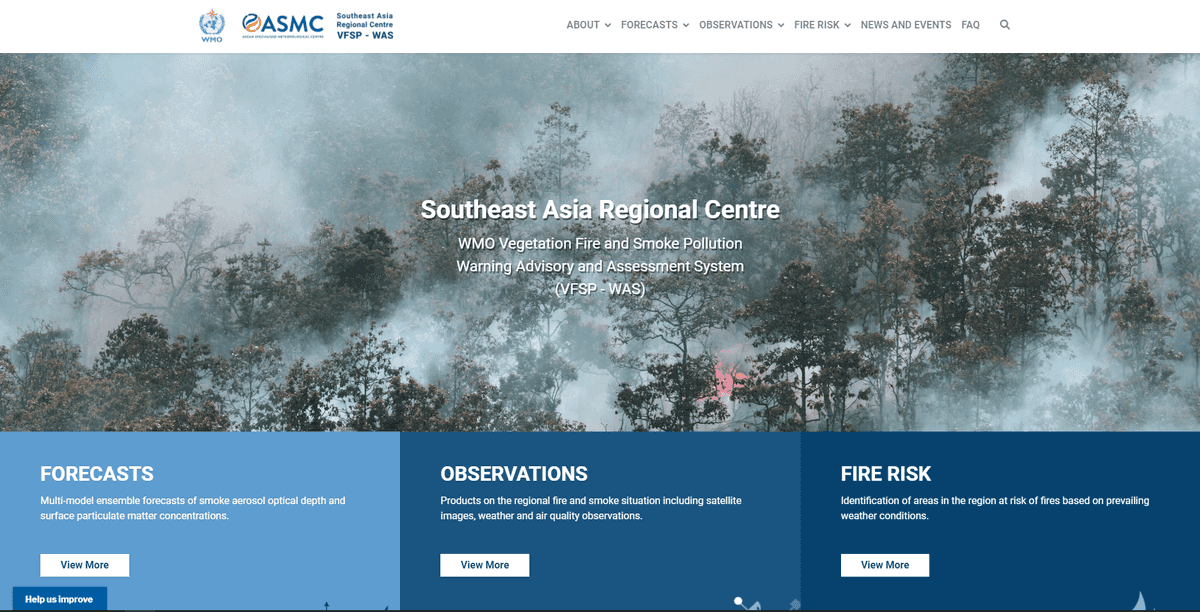 WMO
ASMC
ASEAN SPECIALISED METEOROLOGICAL CENTRE
Southeast Asia
Regional Centre
VFSP - WAS
ABOUT FORECASTS OBSERVATIONS FIRE RISK NEWS AND EVENTS FAQ
Southeast Asia Regional Centre
WMO Vegetation Fire and Smoke Pollution
Warning Advisory and Assessment System
(VFSP - WAS)
FORECASTS
Multi-model ensemble forecasts of smoke aerosol optical depth and
surface particulate matter concentrations.
View More
OBSERVATIONS
Products on the regional fire and smoke situation including satellite
images, weather and air quality observations.
View More
FIRE RISK
Identification of areas in the region at risk of fires based on prevailing
weather conditions.
View More
Help us improve